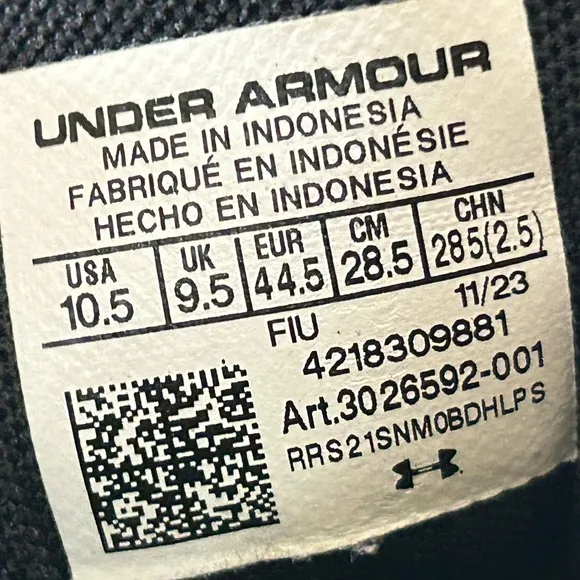 UNDER ARMOUR
MADE IN INDONESIA
FABRIQUÉ EN INDONÉSIE
HECHO EN INDONESIA
USA UK EUR CM CHN
10.5 9.5 44.5 28.5 285(2.5)
11/23
FIU
4218309881
Art.3026592-001
RRS21SNM0BDHLPS